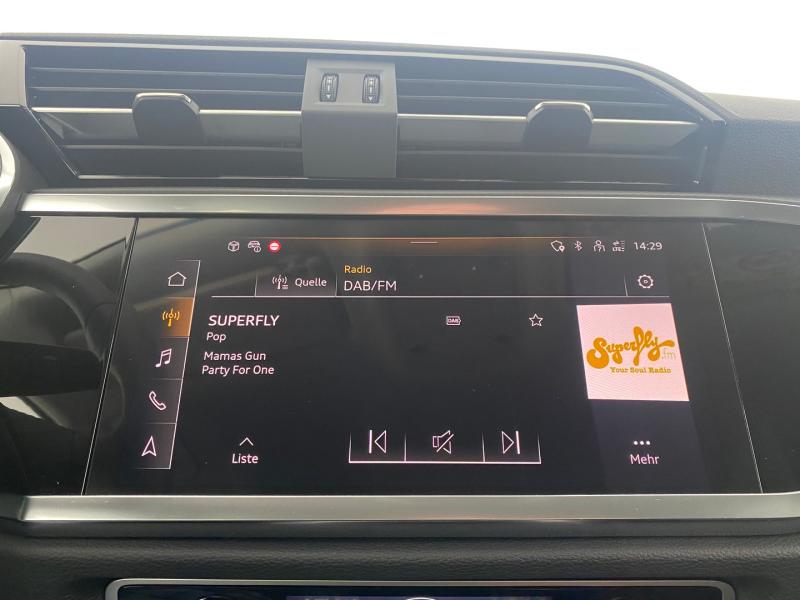 14:29
Quelle
Radio
DAB/FM
SUPERFLY
DAB
Pop
Mamas Gun
Party For One
Superfly.fm
Your Soul Radio
Liste
Mehr